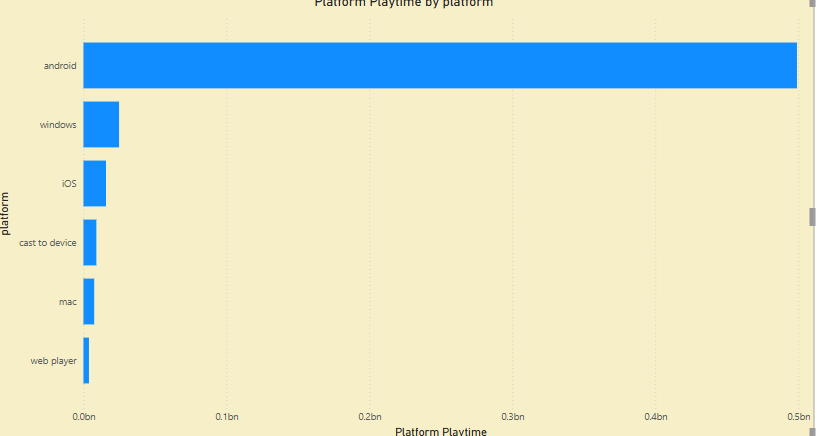 Platform Playtime by platform
android
windows
iOS
cast to device
mac
web player
platform
0.0bn 0.1bn 0.2bn 0.3bn 0.4bn 0.5bn
Platform Playtime